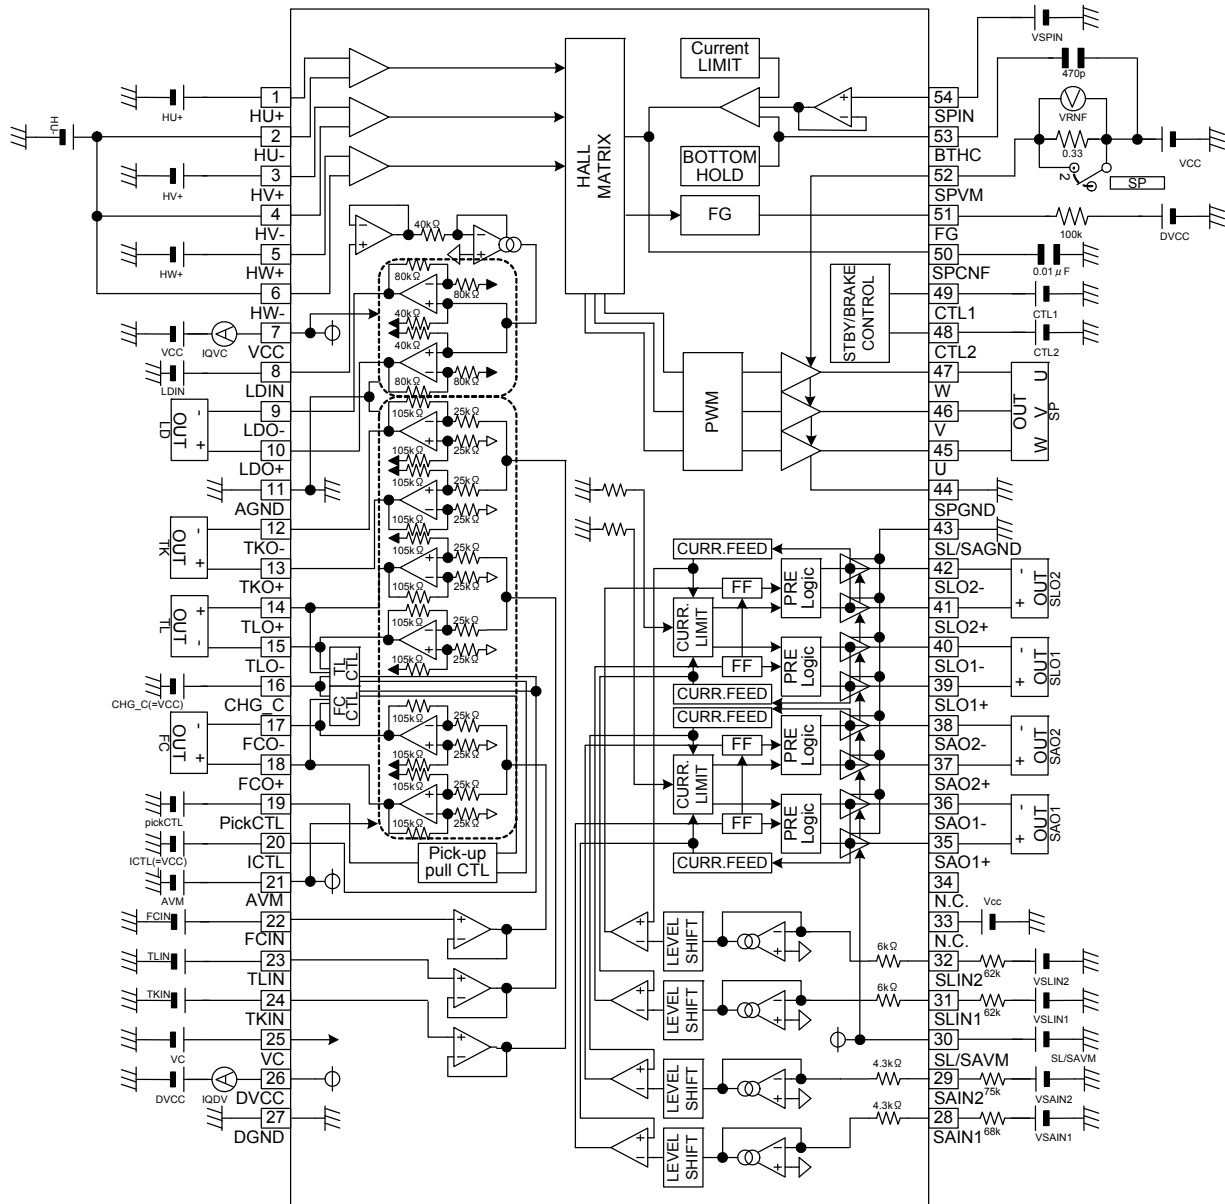 VSPIN
Current
LIMIT
470p
1
HU+
HU+
54
SPIN
VRNF
2
HU-
HU-
53
BTHC
0.33
VCC
3
HV+
HV+
HALL
MATRIX
BOTTOM
HOLD
52
SPVM
2
1
SP
4
HV-
FG
51
FG
100k
DVCC
5
HW+
HW+
40kΩ
50
SPCNF
0.01μF
6
HW-
80kΩ
80kΩ
STBY/BRAKE
CONTROL
49
CTL1
CTL1
7
VCC
VCC
IQVC
A
40kΩ
40kΩ
48
CTL2
CTL2
8
LDIN
LDIN
80kΩ
80kΩ
PWM
47
W
U
9
LDO-
- OUT +
LD
105kΩ
25kΩ
46
V
OUT
V
SP
10
LDO+
25kΩ
45
U
W
11
AGND
105kΩ
105kΩ
25kΩ
44
SPGND
12
TKO-
- OUT +
TK
25kΩ
43
SL/SAGND
13
TKO+
105kΩ
25kΩ
CURR.FEED
42
SLO2-
- OUT +
SLO2
14
TLO+
+ OUT -
TL
105kΩ
105kΩ
25kΩ
FF
PRE
Logic
CURR.
LIMIT
41
SLO2+
15
TLO-
105kΩ
25kΩ
TL
CTL
FF
PRE
Logic
40
SLO1-
- OUT +
SLO1
16
CHG_C
CHG_C(=VCC)
FC
CTL
CURR.FEED
39
SLO1+
17
FCO-
- OUT +
FC
105kΩ
25kΩ
CURR.FEED
38
SAO2-
- OUT +
SAO2
18
FCO+
105kΩ
25kΩ
FF
PRE
Logic
CURR.
LIMIT
37
SAO2+
19
PickCTL
pickCTL
105kΩ
25kΩ
25kΩ
FF
PRE
Logic
36
SAO1-
- OUT +
SAO1
20
ICTL
ICTL(=VCC)
105kΩ
Pick-up
pull CTL
CURR.FEED
35
SAO1+
21
AVM
AVM
34
N.C.
22
FCIN
FCIN
33
N.C.
Vcc
23
TLIN
TLIN
LEVEL
SHIFT
6kΩ
32
SLIN2
62k
VSLIN2
24
TKIN
TKIN
LEVEL
SHIFT
6kΩ
31
SLIN1
62k
VSLIN1
25
VC
VC
30
SL/SAVM
SL/SAVM
26
DVCC
DVCC
IQDV
A
LEVEL
SHIFT
4.3kΩ
29
SAIN2
75k
VSAIN2
27
DGND
LEVEL
SHIFT
4.3kΩ
28
SAIN1
68k
VSAIN1